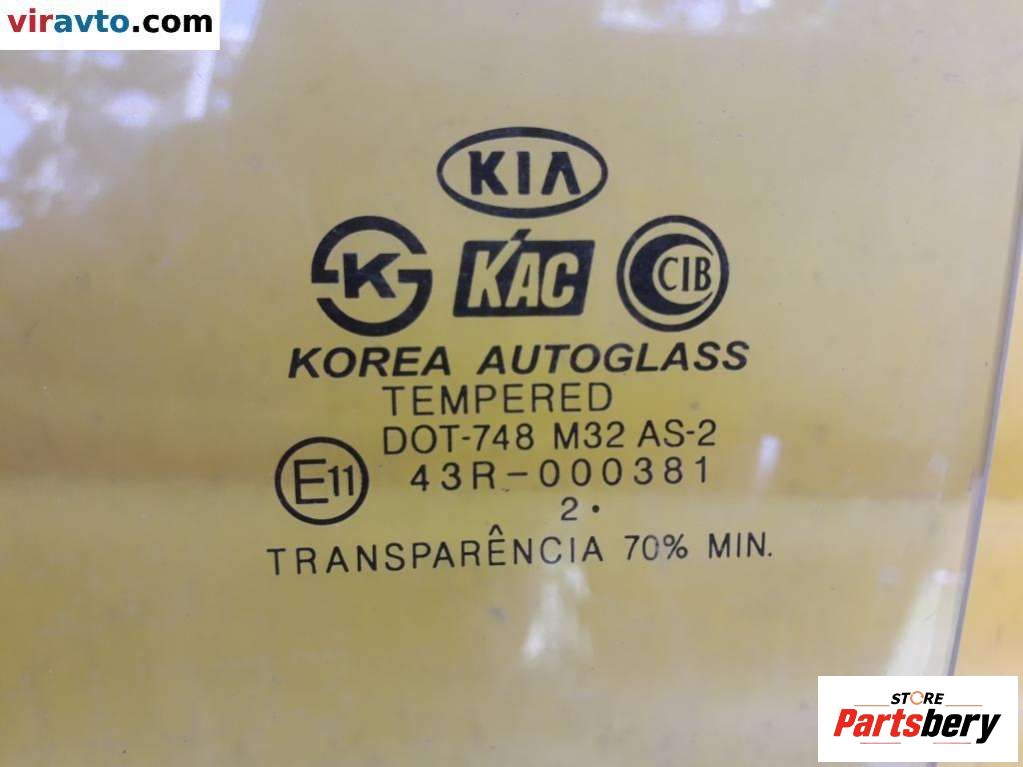 viravto.com
KIA
K KAC CIB
KOREA AUTOGLASS
TEMPERED
DOT-748 M32 AS-2
E11 43R-000381
2 •
TRANSPARÊNCIA 70% MIN.
STORE
Partsbery